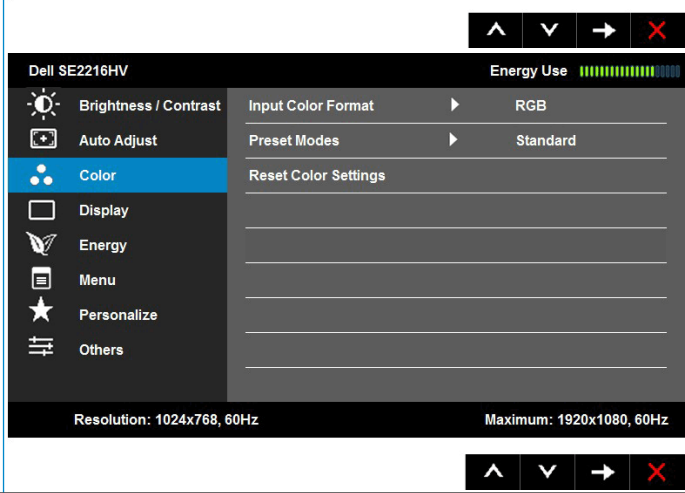 Dell SE2216HV Energy Use
Brightness / Contrast Input Color Format RGB
Auto Adjust Preset Modes Standard
Color Reset Color Settings
Display
Energy
Menu
Personalize
Others
Resolution: 1024x768, 60Hz Maximum: 1920x1080, 60Hz